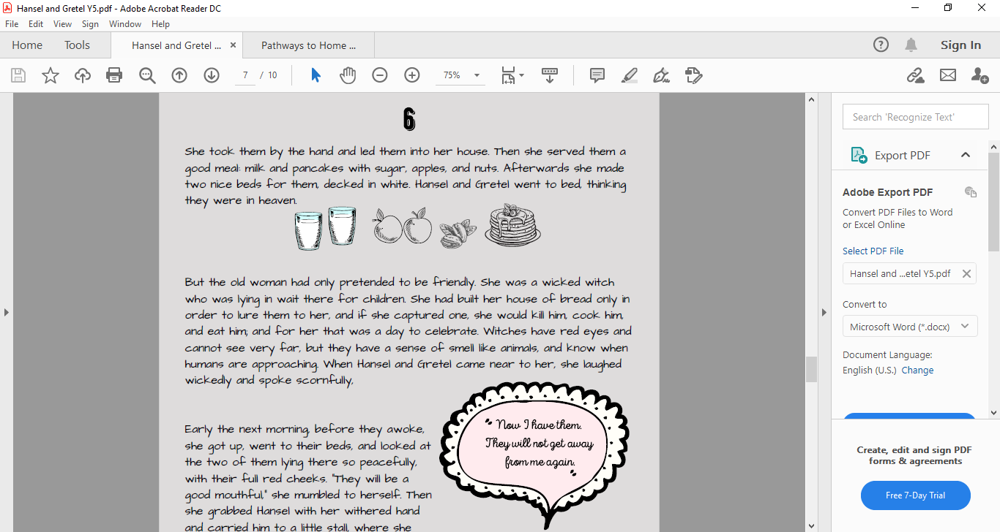 Hansel and Gretel Y5.pdf - Adobe Acrobat Reader DC
File Edit View Sign Window Help
Home Tools Hansel and Gretel ... × Pathways to Home ... Sign In
7 / 10 75%
6
She took them by the hand and led them into her house. Then she served them a
good meal: milk and pancakes with sugar, apples, and nuts. Afterwards she made
two nice beds for them, decked in white. Hansel and Gretel went to bed, thinking
they were in heaven.
But the old woman had only pretended to be friendly. She was a wicked witch
who was lying in wait there for children. She had built her house of bread only in
order to lure them to her, and if she captured one, she would kill him, cook him,
and eat him; and for her that was a day to celebrate. Witches have red eyes and
cannot see very far, but they have a sense of smell like animals, and know when
humans are approaching. When Hansel and Gretel came near to her, she laughed
wickedly and spoke scornfully,
"Now I have them.
They will not get away
from me again."
Early the next morning, before they awoke,
she got up, went to their beds, and looked at
the two of them lying there so peacefully,
with their full red cheeks. "They will be a
good mouthful," she mumbled to herself. Then
she grabbed Hansel with her withered hand
and carried him to a little stall, where she
Search 'Recognize Text'
Export PDF
Adobe Export PDF
Convert PDF Files to Word
or Excel Online
Select PDF File
Hansel and ...etel Y5.pdf
Convert to
Microsoft Word (*.docx)
Document Language:
English (U.S.) Change
Create, edit and sign PDF
forms & agreements
Free 7-Day Trial